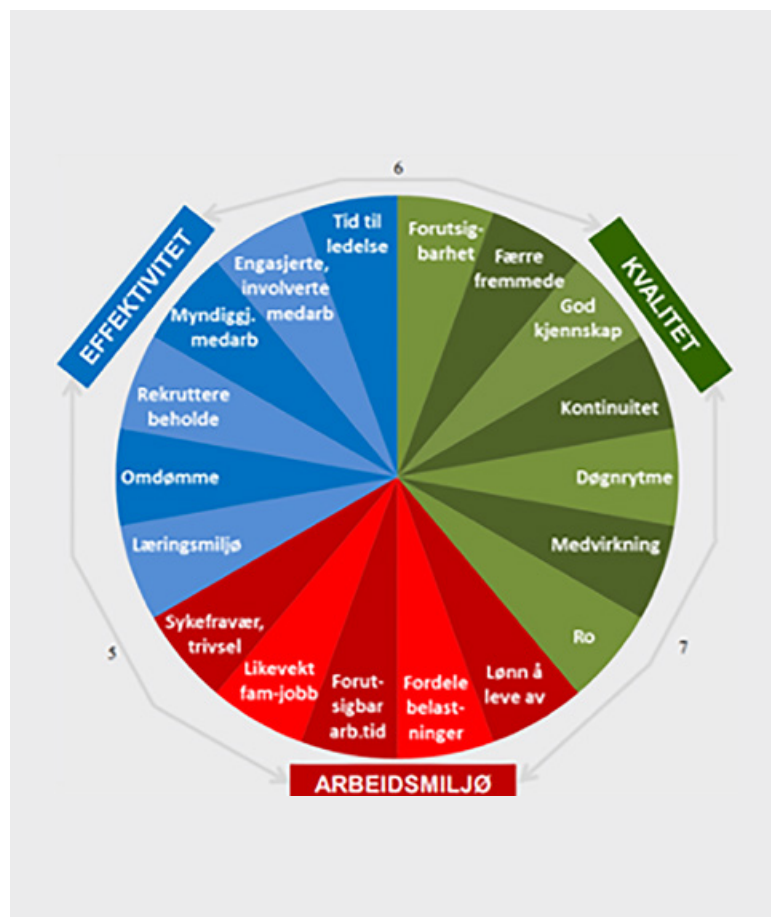 6
EFFEKTIVITET
KVALITET
Tid til
ledelse
Forutsig-
barhet
Færre
fremmede
God
kjennskap
Kontinuitet
Døgnrytme
Medvirkning
Ro
Lønn å
leve av
Fordele
belast-
ninger
Forut-
sigbar
arb.tid
Likevekt
fam-jobb
Sykefravær,
trivsel
Læringsmiljø
Omdømme
Rekruttere
beholde
Myndiggj.
medarb
Engasjerte,
involverte
medarb
5
7
ARBEIDSMILJØ